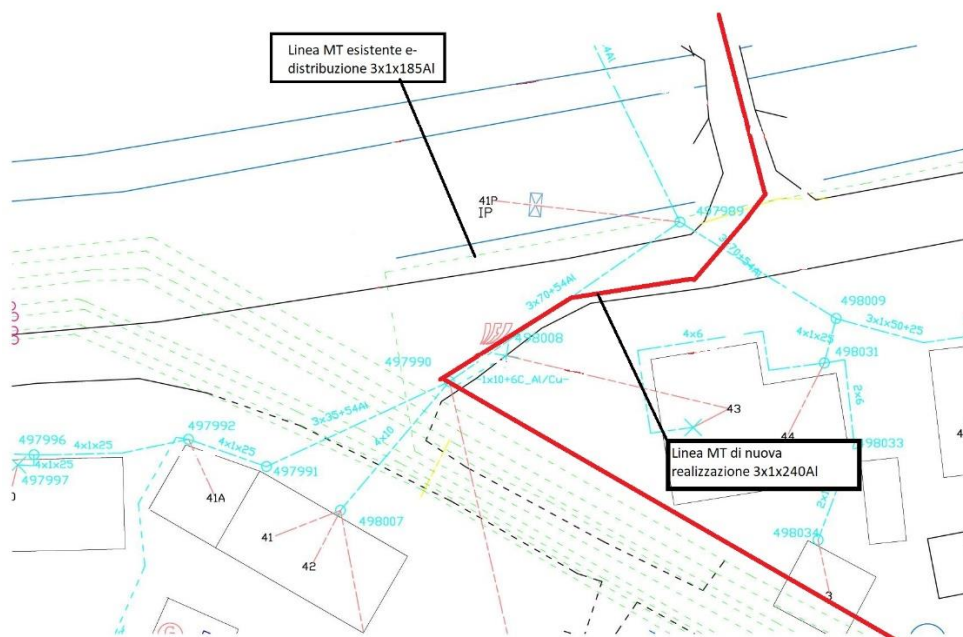 Linea MT esistente e-
distribuzione 3x1x185Al
4Al
41P
IP
497989
3x70+54Al
3x70+54Al
498009
3x1x50+25
4x6
4x1x25
498031
498008
497990
1x10+6C_Al/Cu
2x6
43
44
3x35+54Al
4x10
497992
4x1x25
497996
4x1x25
4x1x25
497997
497991
Linea MT di nuova
realizzazione 3x1x240Al
498033
41A
498007
41
42
498034
3
G